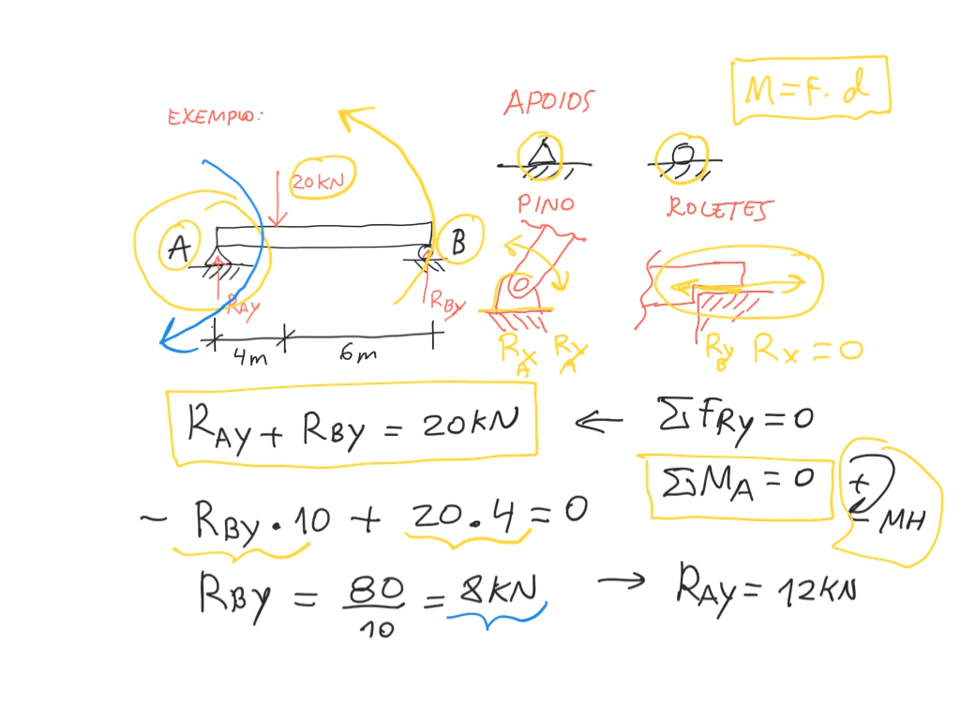 M = F. d
EXEMPLO:
APOIOS
20KN
PINO
ROLETES
A
B
RAY
RBY
4m
6m
RX A RX A
RY B RX = 0
RAY + RBY = 20KN ← ΣFRY = 0
ΣMA = 0 + MH
- RBY . 10 + 20.4 = 0
RBY = 80/10 = 8KN → RAY = 12KN